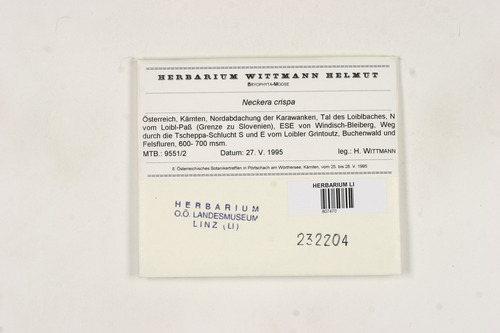 HERBARIUM WITTMANN HELMUT
BRYOPHYTA-MOOSE
Neckera crispa
Österreich, Kärnten, Nordabdachung der Karawanken, Tal des Loiblbaches, N
vom Loibl-Paß (Grenze zu Slovenien), ESE von Windisch-Bleiberg, Weg
durch die Tscheppa-Schlucht S und E vom Loibler Grintoutz, Buchenwald und
Felsfluren, 600- 700 msm.
MTB.: 9551/2 Datum: 27. V. 1995 leg.: H. WITTMANN
6. Österreichisches Botanikertreffen in Pörtschach am Wörthersee, Kärnten, vom 25. bis 28. V. 1995
HERBARIUM LI
807470
HERBARIUM
O.Ö. LANDESMUSEUM
LINZ (LI)
232204